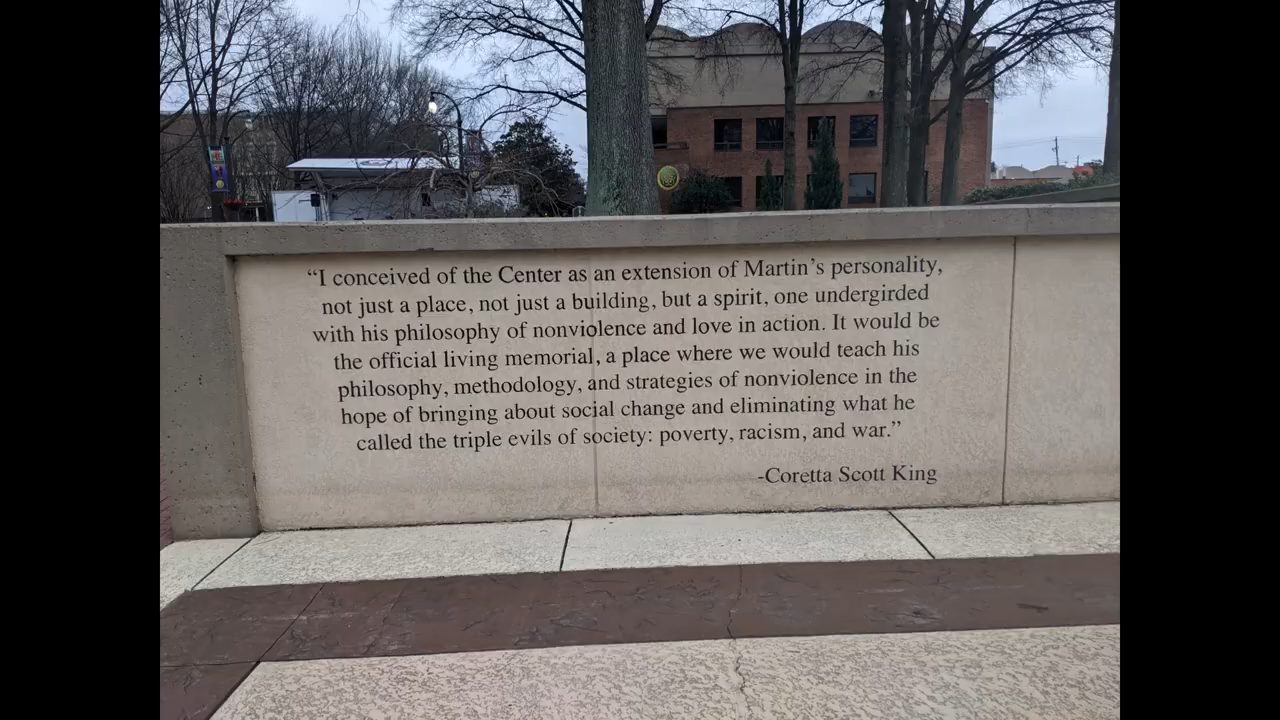 “I conceived of the Center as an extension of Martin’s personality,
not just a place, not just a building, but a spirit, one undergirded
with his philosophy of nonviolence and love in action. It would be
the official living memorial, a place where we would teach his
philosophy, methodology, and strategies of nonviolence in the
hope of bringing about social change and eliminating what he
called the triple evils of society: poverty, racism, and war.”
-Coretta Scott King